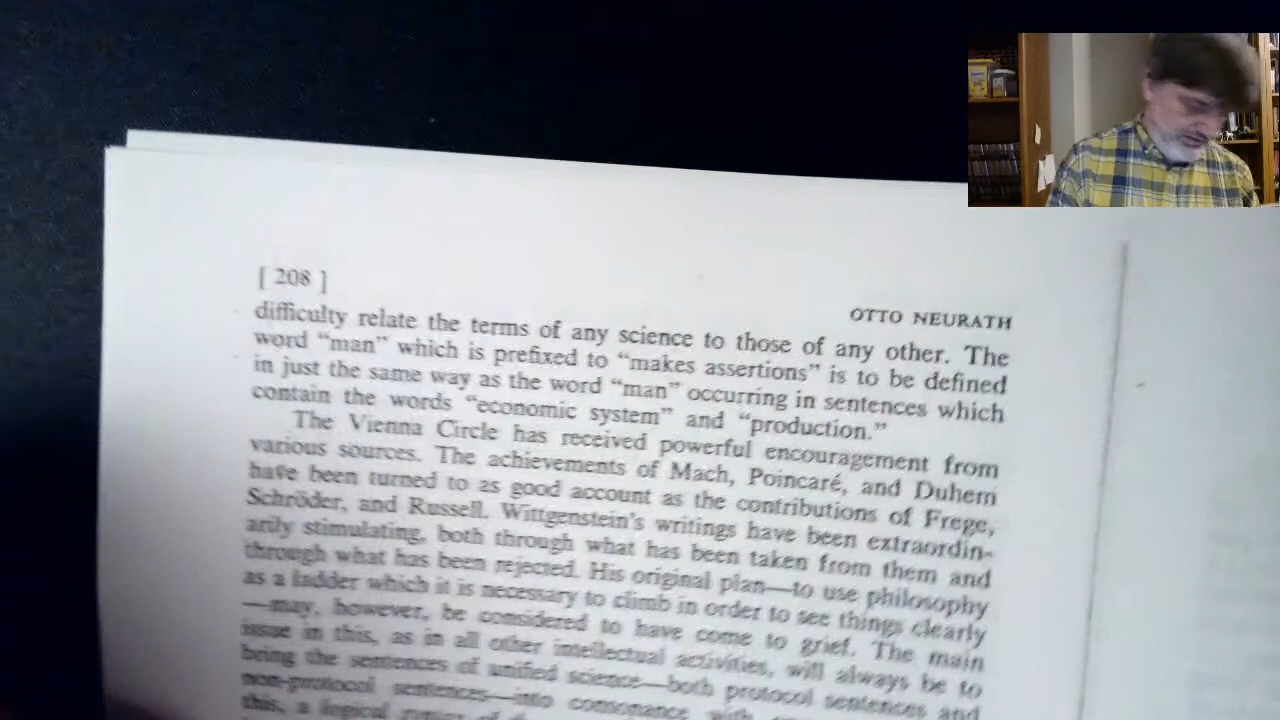 [ 208 ]
OTTO NEURATH
difficulty relate the terms of any science to those of any other. The
word “man” which is prefixed to “makes assertions” is to be defined
in just the same way as the word “man” occurring in sentences which
contain the words “economic system” and “production.”
The Vienna Circle has received powerful encouragement from
various sources. The achievements of Mach, Poincaré, and Duhem
have been turned to as good account as the contributions of Frege,
Schröder, and Russell. Wittgenstein’s writings have been extraordin-
arily stimulating, both through what has been taken from them and
through what has been rejected. His original plan—to use philosophy
as a ladder which it is necessary to climb in order to see things clearly
—may, however, be considered to have come to grief. The main
issue in this, as in all other intellectual activities, will always be to
being the sentences of unified science—both protocol sentences and
non-protocol sentences—into consonance with
this, a logical